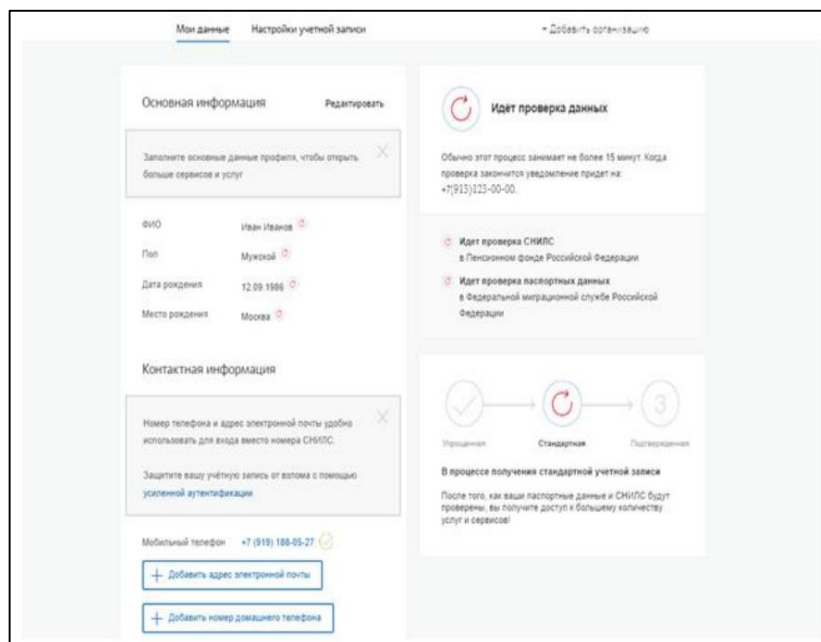 Мои данные
Настройки учетной записи
+ Добавить организацию
Основная информация
Редактировать
Заполните основные данные профиля, чтобы открыть
больше сервисов и услуг
ФИО
Иван Иванов
Пол
Мужской
Дата рождения
12.09.1986
Место рождения
Москва
Контактная информация
Номер телефона и адрес электронной почты удобно
использовать для входа вместо номера СНИЛС.
Защитите вашу учётную запись от взлома с помощью
усиленной аутентификации
Мобильный телефон
+7 (919) 188-05-27
+ Добавить адрес электронной почты
+ Добавить номер домашнего телефона
Идёт проверка данных
Обычно этот процесс занимает не более 15 минут. Когда
проверка закончится уведомление придет на:
+7(915)123-00-00.
Идет проверка СНИЛС
в Пенсионном фонде Российской Федерации
Идет проверка паспортных данных
в Федеральной миграционной службе Российской
Федерации
3
Упрощенная
Стандартная
Подтвержденная
В процессе получения стандартной учетной записи
После того, как ваши паспортные данные и СНИЛС будут
проверены, вы получите доступ к большему количеству
услуг и сервисов!